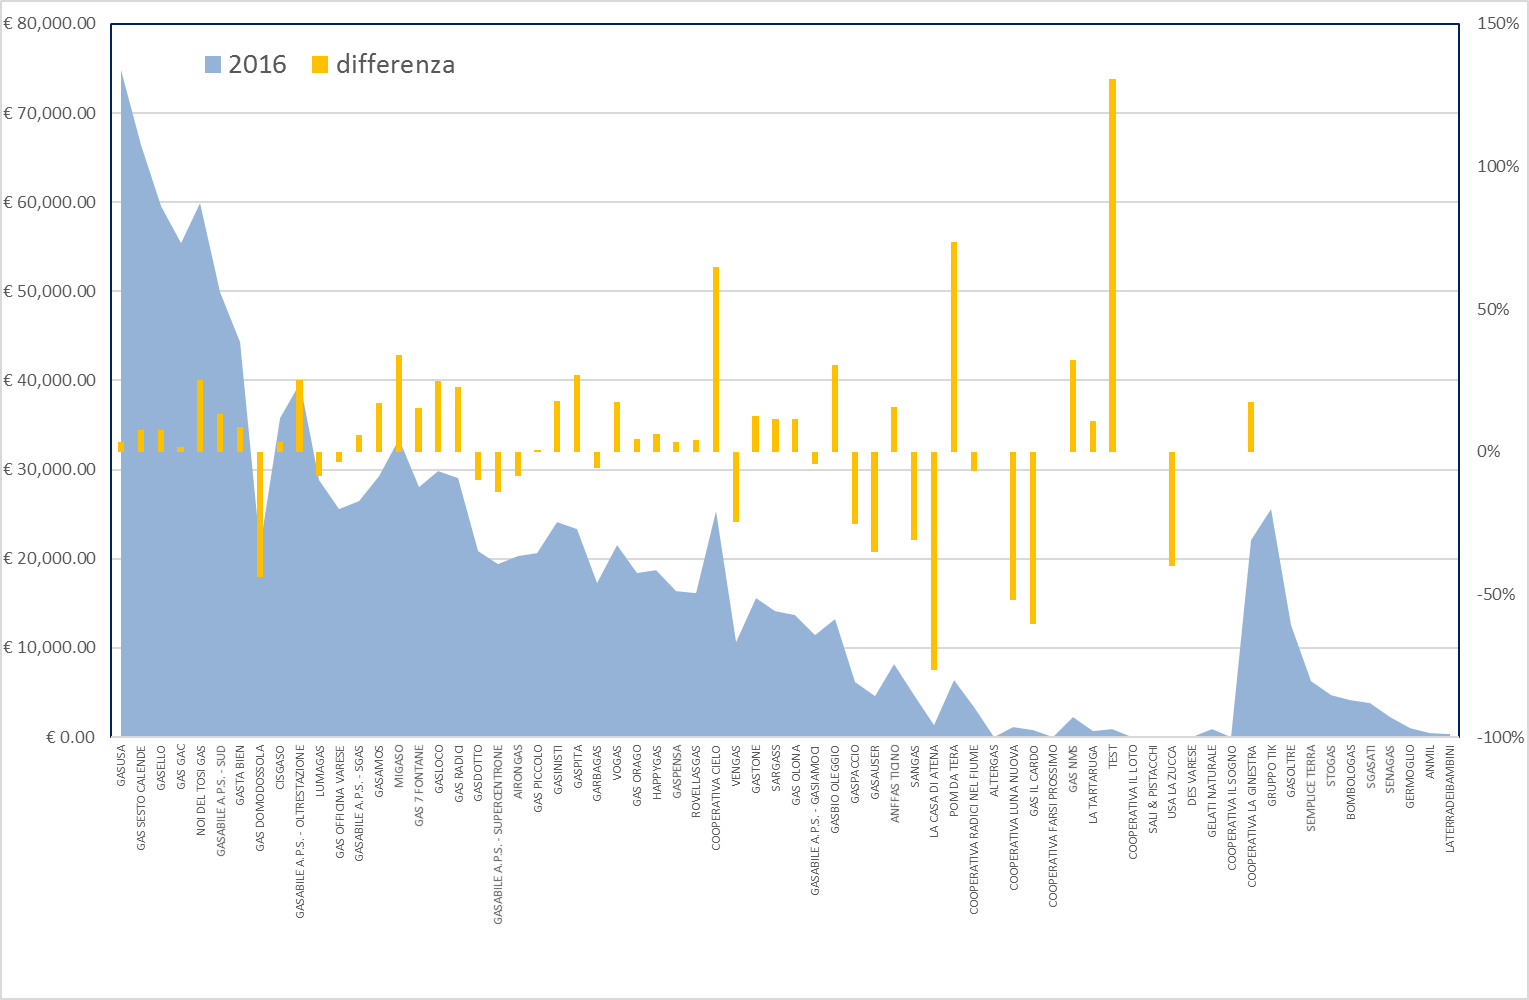 € 80,000.00
€ 70,000.00
€ 60,000.00
€ 50,000.00
€ 40,000.00
€ 30,000.00
€ 20,000.00
€ 10,000.00
€ 0.00
2016
differenza
150%
100%
50%
0%
-50%
-100%
GASUSA
GAS SESTO CALENDE
GASELLO
GAS GAC
NOI DEL TOSI GAS
GASABILE A.P.S. - SUD
GASTA BIEN
GAS DOMODOSSOLA
CISGASO
GASABILE A.P.S. - OLTRESTAZIONE
LUMAGAS
GAS OFFICINA VARESE
GASABILE A.P.S. - SGAS
GASAMOS
MIGASO
GAS 7 FONTANE
GASLOCO
GAS RADICI
GASDOTTO
GASABILE A.P.S. - SUPERCENTRONE
AIRONGAS
GAS PICCOLO
GASINISTI
GASPITA
GARBAGAS
VOGAS
GAS ORAGO
HAPPYGAS
GASPENSA
ROVELLASGAS
COOPERATIVA CIELO
VENGAS
GASTONE
SARGASS
GAS OLONA
GASABILE A.P.S. - GASIAMOCI
GASBIO OLEGGIO
GASPACCIO
GASAUSER
ANFFAS TICINO
SANGAS
LA CASA DI ATENA
POM DA TERA
COOPERATIVA RADICI NEL FIUME
ALTERGAS
COOPERATIVA LUNA NUOVA
GAS IL CARDO
COOPERATIVA FARSI PROSSIMO
GAS NMS
LA TARTARUGA
TEST
COOPERATIVA IL LOTO
SALI & PISTACCHI
USA LA ZUCCA
DES VARESE
GELATI NATURALE
COOPERATIVA IL SOGNO
COOPERATIVA LA GINESTRA
GRUPPO TIK
GASOLTRE
SEMPLICE TERRA
STOGAS
BOMBOLOGAS
SGASATI
SENAGAS
GERMOGLIO
ANMIL
LATERRADEIBAMBINI